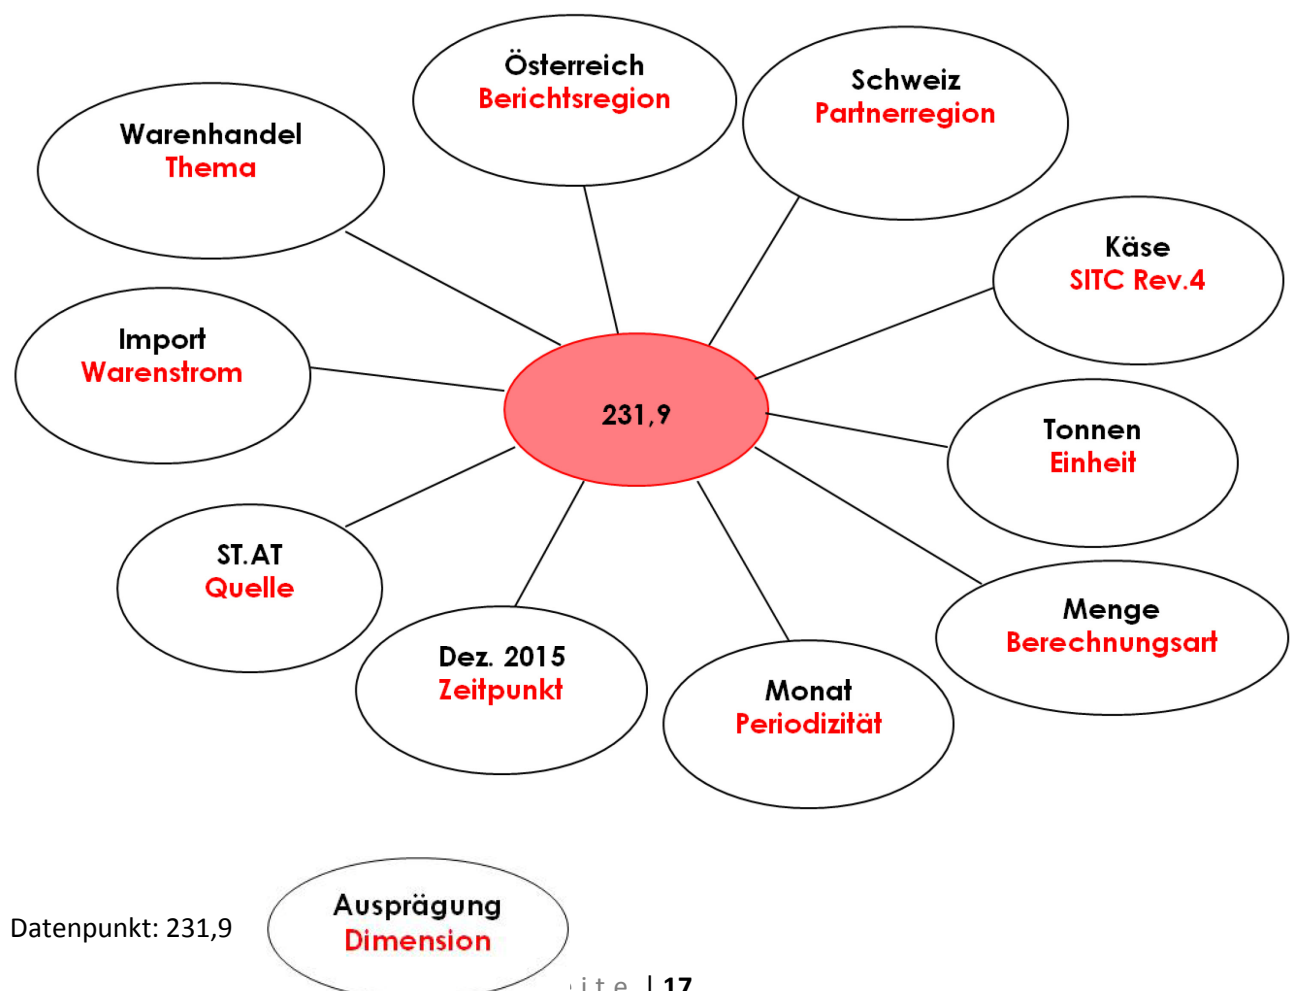 Österreich
Berichtsregion
Schweiz
Partnerregion
Warenhandel
Thema
Käse
SITC Rev.4
Import
Warenstrom
231,9
Tonnen
Einheit
ST.AT
Quelle
Menge
Berechnungsart
Dez. 2015
Zeitpunkt
Monat
Periodizität
Datenpunkt: 231,9
Ausprägung
Dimension
i t e | 17